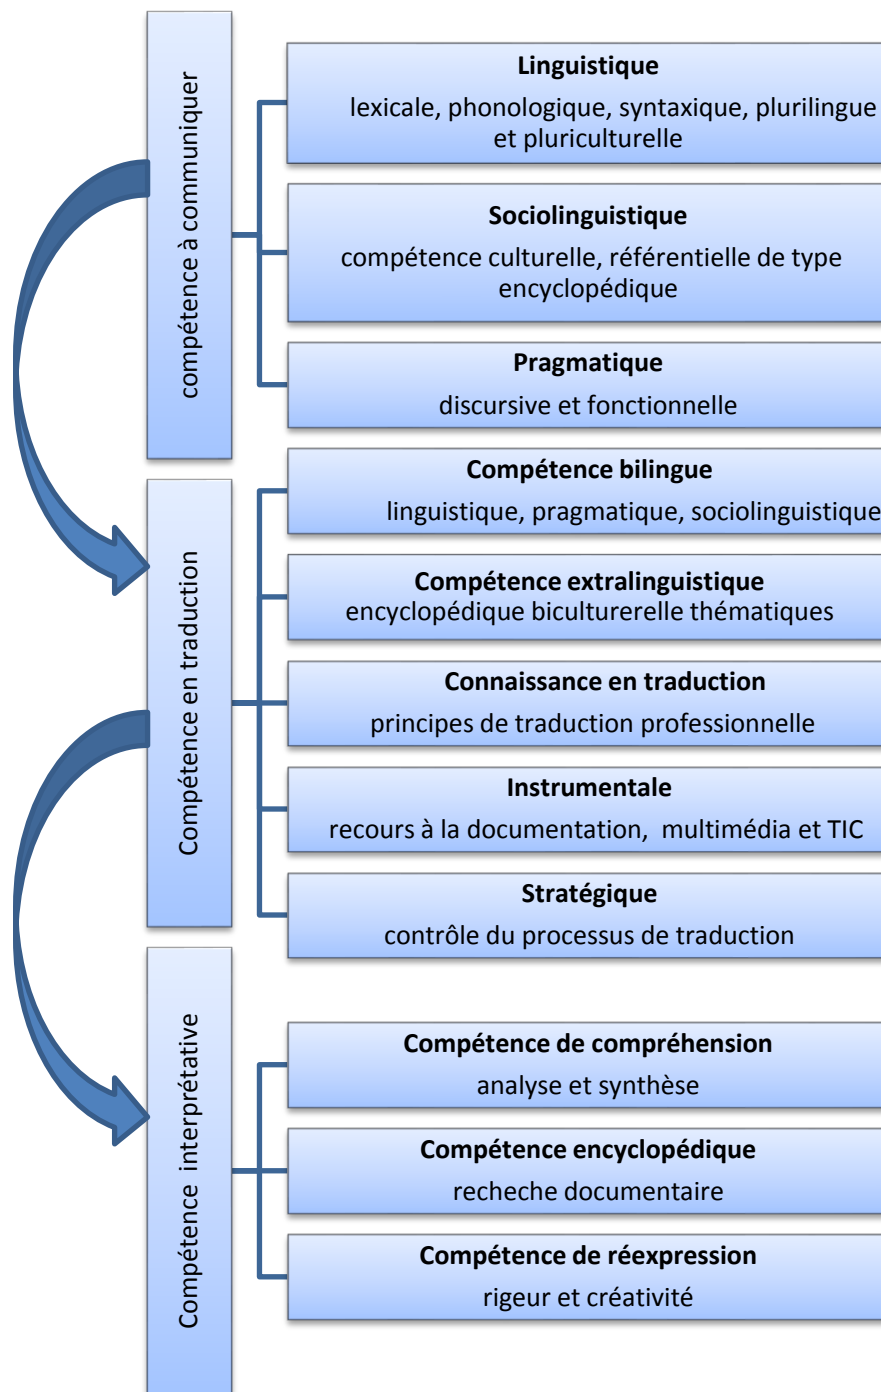 compétence à communiquer
Linguistique
lexicale, phonologique, syntaxique, plurilingue
et pluriculturelle
Sociolinguistique
compétence culturelle, référentielle de type
encyclopédique
Pragmatique
discursive et fonctionnelle
Compétence en traduction
Compétence bilingue
linguistique, pragmatique, sociolinguistique
Compétence extralinguistique
encyclopédique biculturerelle thématiques
Connaissance en traduction
principes de traduction professionnelle
Instrumentale
recours à la documentation, multimédia et TIC
Stratégique
contrôle du processus de traduction
Compétence interprétative
Compétence de compréhension
analyse et synthèse
Compétence encyclopédique
recheche documentaire
Compétence de réexpression
rigeur et créativité